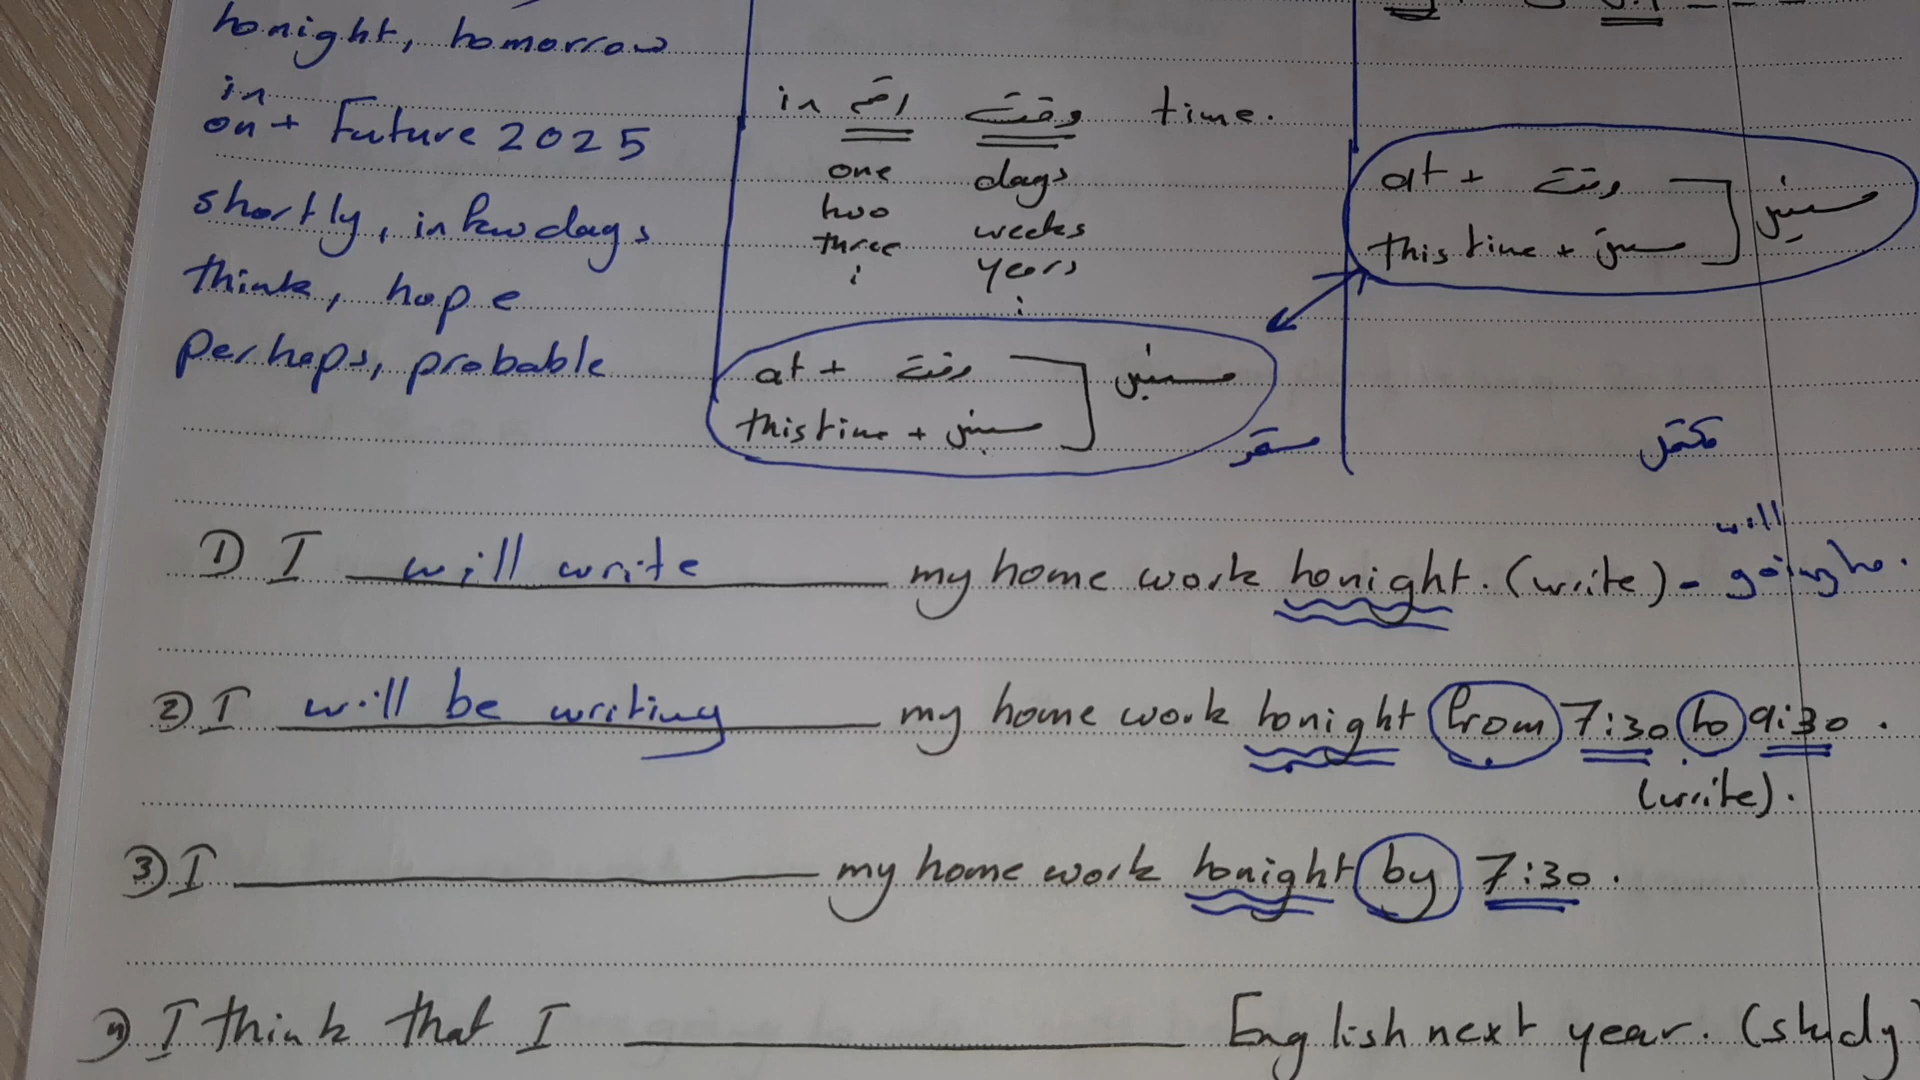 tonight, tomorrow
in
on + Future 2025
shortly, in few days
think, hope
perhaps, probable
in رقم وقت time.
one days
two weeks
three years
at + وقت
this time + مستقبل
مستقبل
مستمر
at + وقت
this time + مستقبل
مستقبل
مكتمل
1) I will write my home work tonight. (write) - will going to.
2) I will be writing my home work tonight from 7:30 to 9:30.
(write).
3) I ______ my home work tonight by 7:30.
4) I think that I ______ English next year. (study